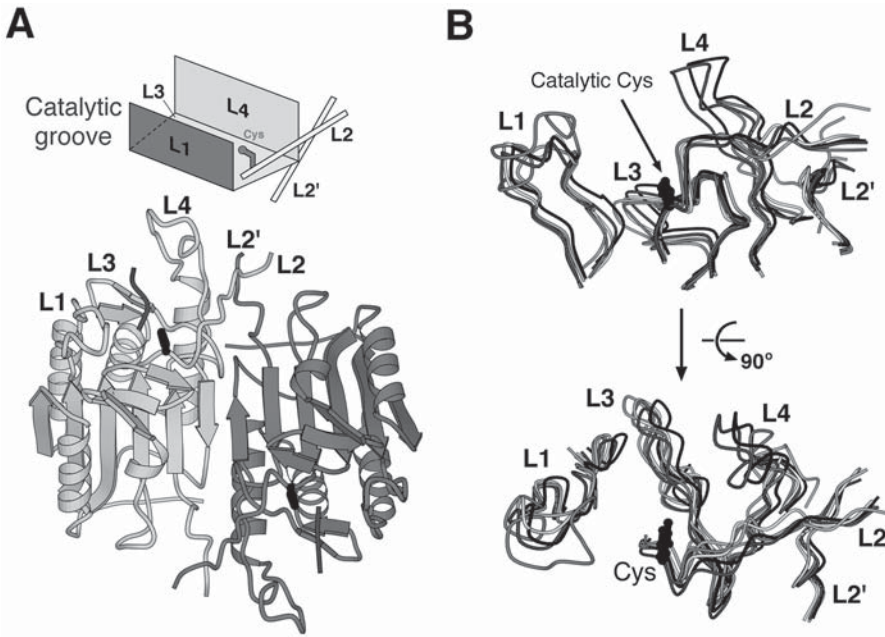 A
L3
L4
Catalytic
groove
Cys
L1
L2
L2'
L4
L2'
L3
L2
L1
B
L4
Catalytic Cys
L1
L2
L3
L2'
90°
L3
L4
L1
L2
Cys
L2'